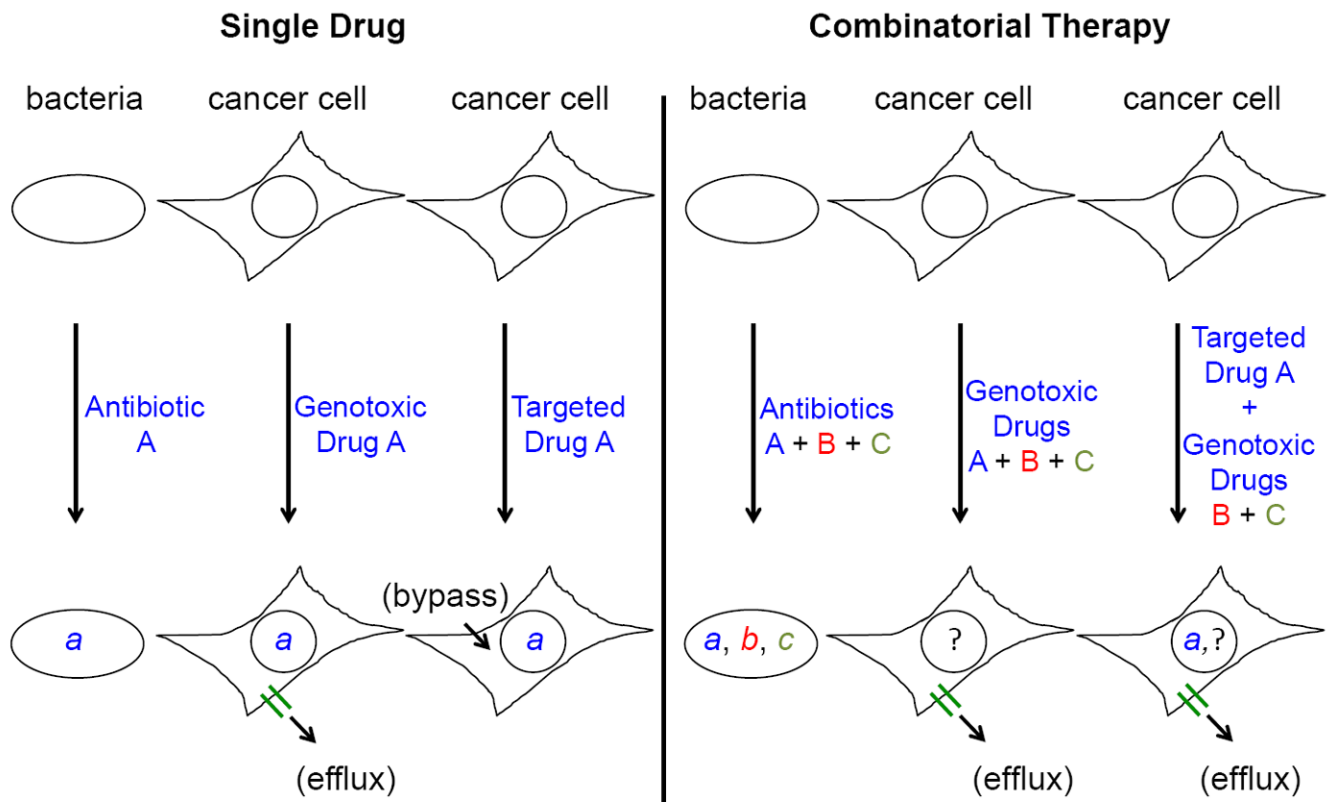 Single Drug
bacteria
cancer cell
cancer cell
Antibiotic
A
Genotoxic
Drug A
Targeted
Drug A
a
a
(efflux)
(bypass)
a
Combinatorial Therapy
bacteria
cancer cell
cancer cell
Antibiotics
A + B + C
Genotoxic
Drugs
A + B + C
Targeted
Drug A
+
Genotoxic
Drugs
B + C
a, b, c
?
(efflux)
a,?
(efflux)